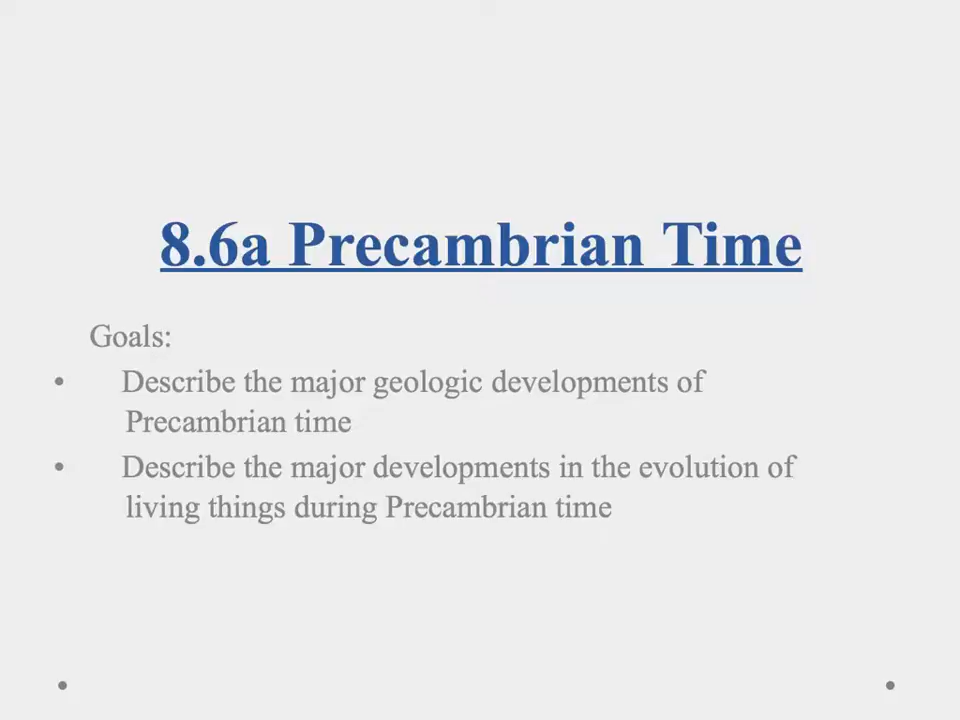 8.6a Precambrian Time
Goals:
• Describe the major geologic developments of
Precambrian time
• Describe the major developments in the evolution of
living things during Precambrian time